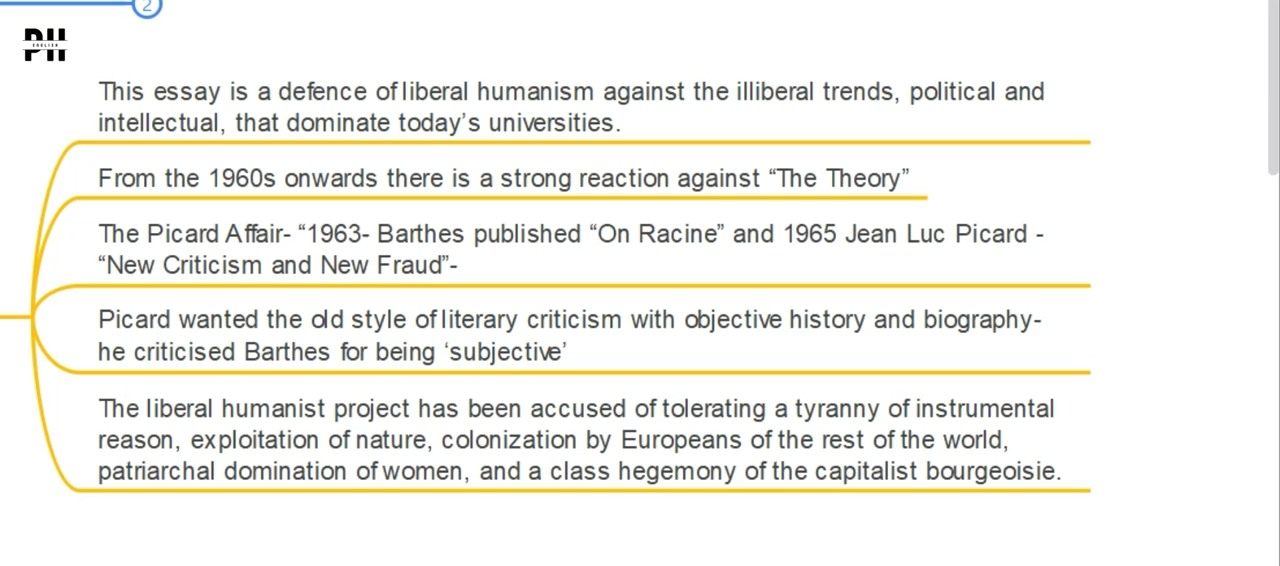 2
PH
ENGLISH
This essay is a defence of liberal humanism against the illiberal trends, political and
intellectual, that dominate today’s universities.
From the 1960s onwards there is a strong reaction against “The Theory”
The Picard Affair- “1963- Barthes published “On Racine” and 1965 Jean Luc Picard -
“New Criticism and New Fraud”-
Picard wanted the old style of literary criticism with objective history and biography-
he criticised Barthes for being ‘subjective’
The liberal humanist project has been accused of tolerating a tyranny of instrumental
reason, exploitation of nature, colonization by Europeans of the rest of the world,
patriarchal domination of women, and a class hegemony of the capitalist bourgeoisie.